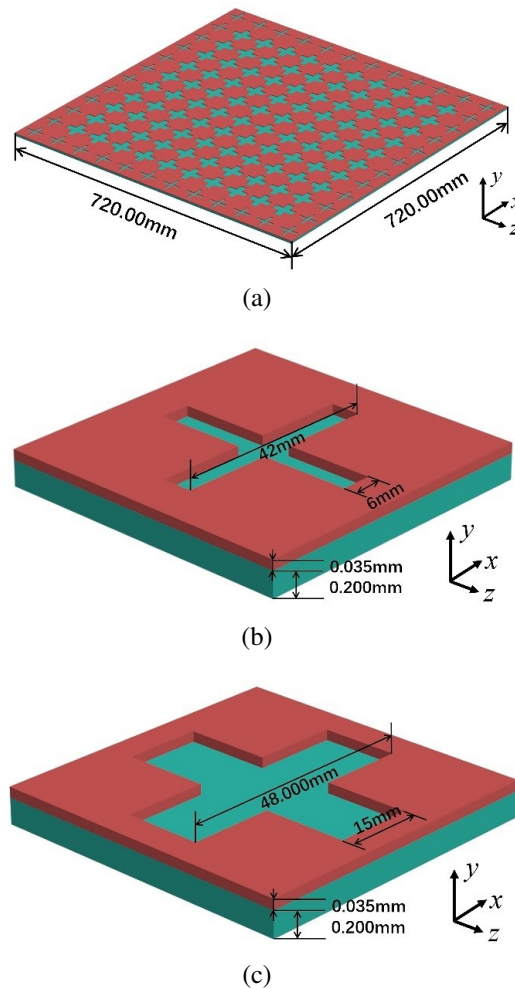 y
x
z
720.00mm
720.00mm
(a)
42mm
6mm
0.035mm
0.200mm
y
x
z
(b)
48.000mm
15mm
0.035mm
0.200mm
y
x
z
(c)